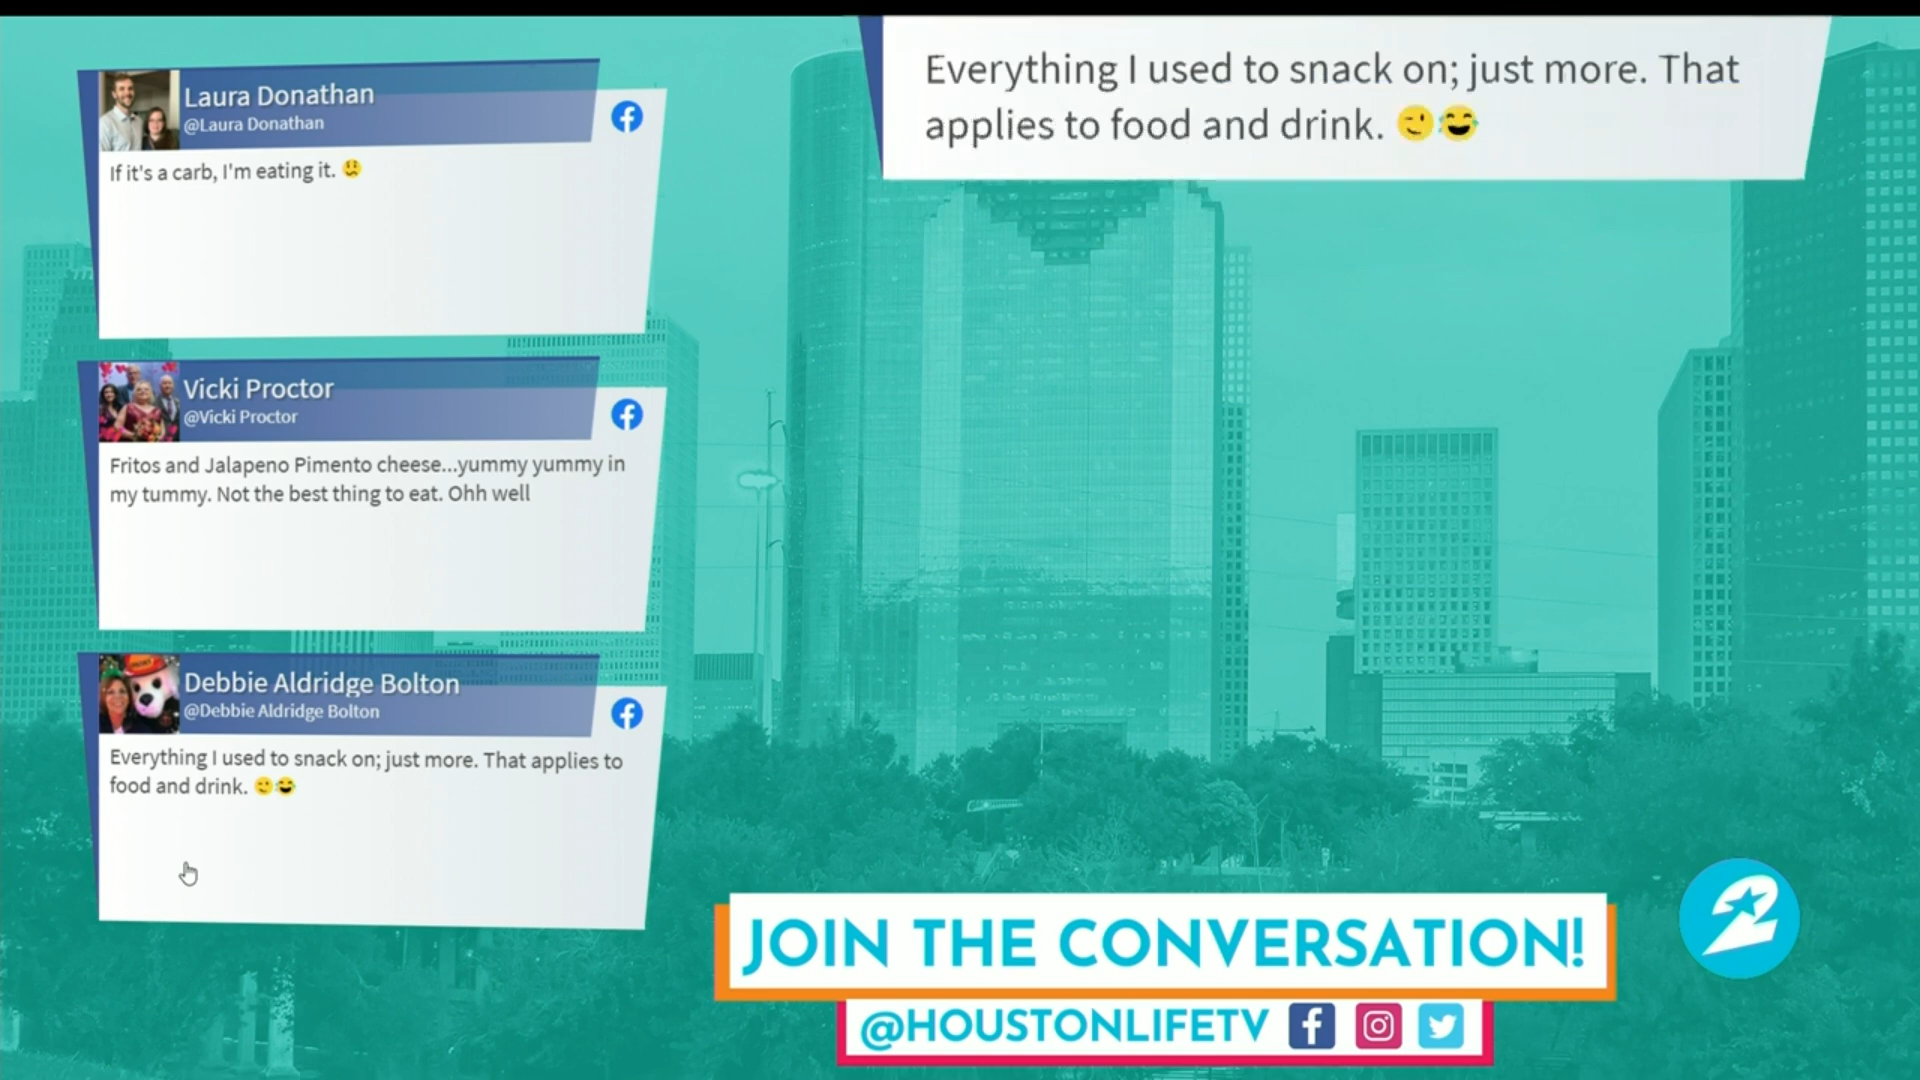 Laura Donathan
@Laura Donathan
If it's a carb, I'm eating it. 😟
Vicki Proctor
@Vicki Proctor
Fritos and Jalapeno Pimento cheese...yummy yummy in
my tummy. Not the best thing to eat. Ohh well
Debbie Aldridge Bolton
@Debbie Aldridge Bolton
Everything I used to snack on; just more. That applies to
food and drink. 😉😂
Everything I used to snack on; just more. That
applies to food and drink. 😉😂
JOIN THE CONVERSATION!
@HOUSTONLIFETV
2